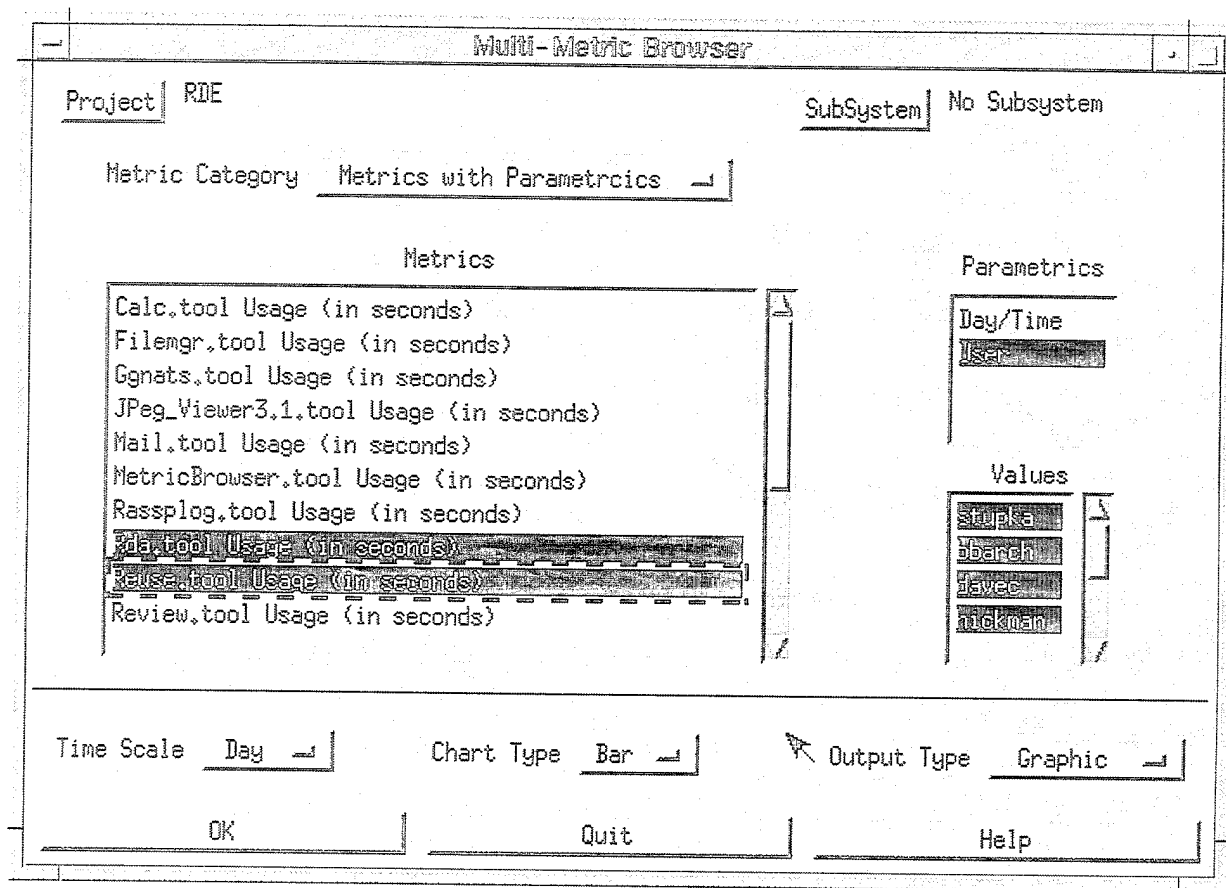 Multi-Metric Browser
Project RDE SubSystem No Subsystem
Metric Category Metrics with Parametrcics
Metrics
Calc.tool Usage (in seconds)
Filemgr.tool Usage (in seconds)
Ggnats.tool Usage (in seconds)
JPeg_Viewer3.1.tool Usage (in seconds)
Mail.tool Usage (in seconds)
MetricBrowser.tool Usage (in seconds)
Rassplog.tool Usage (in seconds)
Rda.tool Usage (in seconds)
Reuse.tool Usage (in seconds)
Review.tool Usage (in seconds)
Parametrics
Day/Time
User
Values
stupka
bbarch
davec
hickman
Time Scale Day Chart Type Bar Output Type Graphic
OK Quit Help